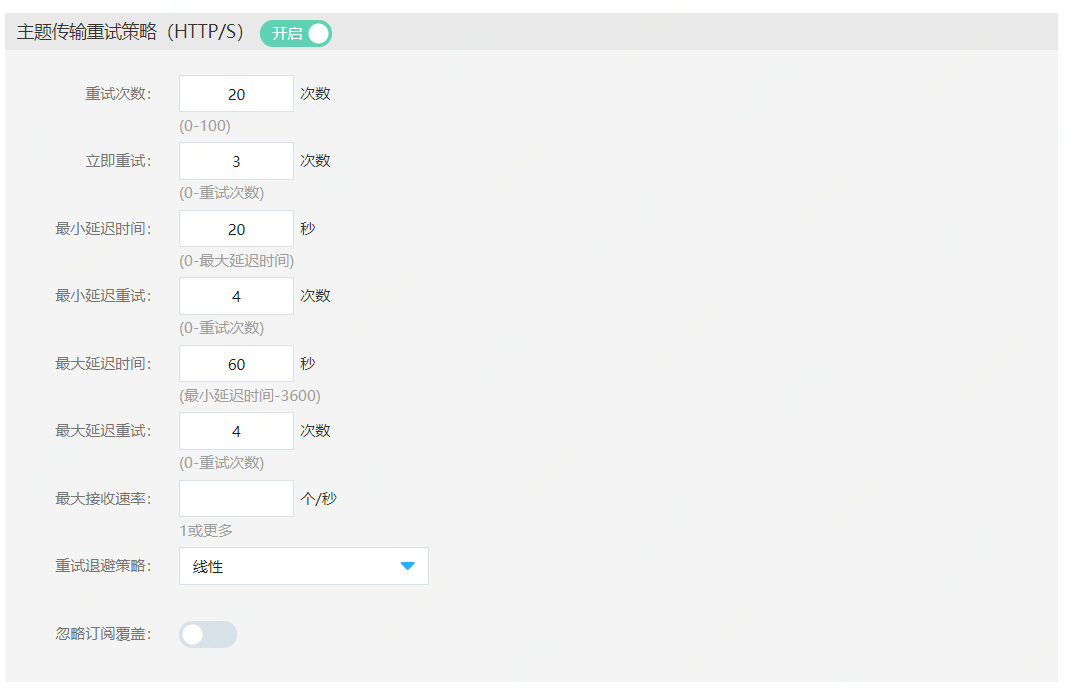 主题传输重试策略（HTTP/S） 开启
重试次数： 20 次数
(0-100)
立即重试： 3 次数
(0-重试次数)
最小延迟时间： 20 秒
(0-最大延迟时间)
最小延迟重试： 4 次数
(0-重试次数)
最大延迟时间： 60 秒
(最小延迟时间-3600)
最大延迟重试： 4 次数
(0-重试次数)
最大接收速率： 个/秒
1或更多
重试退避策略： 线性
忽略订阅覆盖：